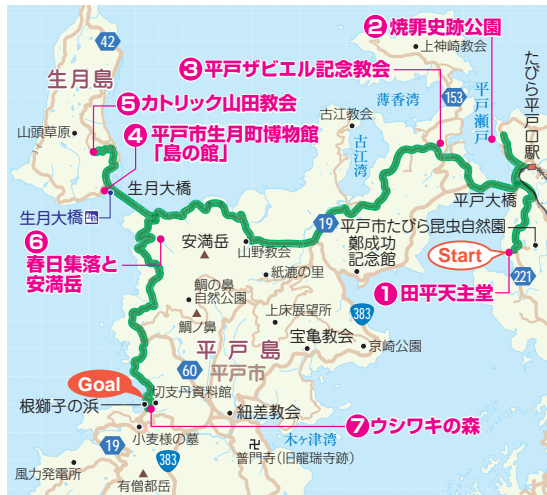 42
生月島
山頭草原
❺カトリック山田教会
❹平戸市生月町博物館
「島の館」
生月大橋
生月大橋
❻
春日集落と
安満岳
❷焼罪史跡公園
上神崎教会
❸平戸ザビエル記念教会
薄香湾
153
平戸瀬戸
たびら平戸口駅
古江教会
古江湾
平戸大橋
19
平戸市たびら昆虫自然園
Start
221
❶田平天主堂
安満岳
山野教会
鄭成功
記念館
紙漉の里
鯛の鼻
自然公園
鯛ノ鼻
上床展望所
383
平戸島
宝亀教会
京崎公園
60
平戸市
Goal
切支丹資料館
根獅子の浜
紐差教会
❼ウシワキの森
小麦様の墓
木ヶ津湾
19
383
普門寺(旧龍瑞寺跡)
風力発電所
有僧都岳